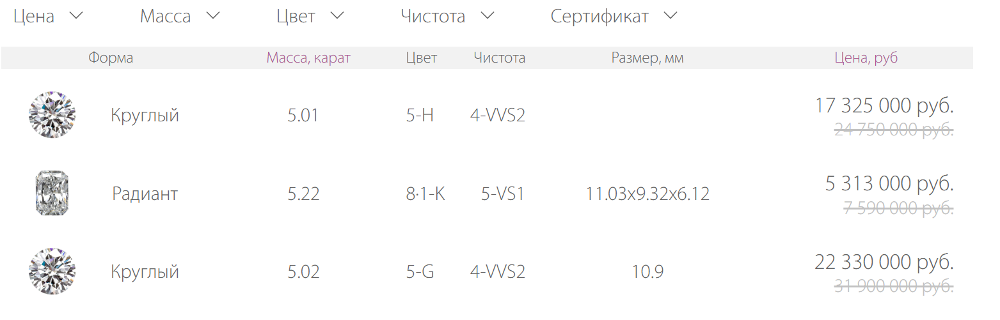 Цена Масса Цвет Чистота Сертификат
Форма Масса, карат Цвет Чистота Размер, мм Цена, руб
Круглый 5.01 5-H 4-VVS2 17 325 000 руб.
24 750 000 руб.
Радиант 5.22 8·1-K 5-VS1 11.03x9.32x6.12 5 313 000 руб.
7 590 000 руб.
Круглый 5.02 5-G 4-VVS2 10.9 22 330 000 руб.
31 900 000 руб.